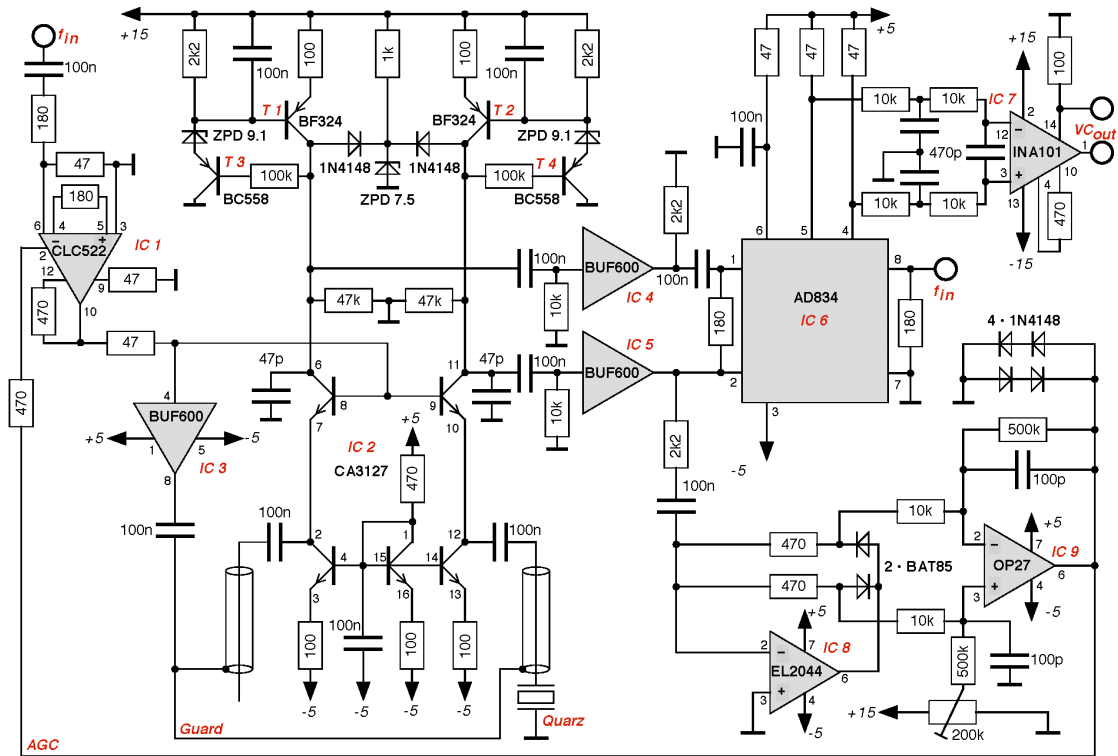 +15
+5
f in
100n
180
47
180
6 4 5 3
CLC522
IC 1
2
12
9
47
470
10
47
470
2k2
100n
100
1k
100
100n
2k2
T 1
BF324
T 2
BF324
ZPD 9.1
ZPD 9.1
1N4148
1N4148
T 3
100k
BC558
ZPD 7.5
100k
T 4
BC558
47
47
47
100n
6 5 4
10k
10k
10k
10k
470p
IC 7
+15
100
2
14
12
INA101
1
3
4
10
13
470
-15
VC out
100n
10k
BUF600
IC 4
2k2
100n
180
1
2
AD834
IC 6
8
7
3
-5
f in
180
47k
47k
47p
6
8
7
11
9
10
47p
100n
10k
BUF600
IC 5
4 · 1N4148
4
BUF600
+5
-5
1
5
IC 3
8
100n
IC 2
CA3127
+5
470
2k2
100n
500k
100p
100n
2
4
3
1
15
16
12
14
13
100n
100
100n
100
100
-5
-5
-5
-5
Guard
Quarz
AGC
470
470
2 · BAT85
10k
10k
+5
7
2
OP27
IC 9
3
6
4
-5
+5
7
IC 8
2
EL2044
3
6
4
-5
500k
100p
+15
200k